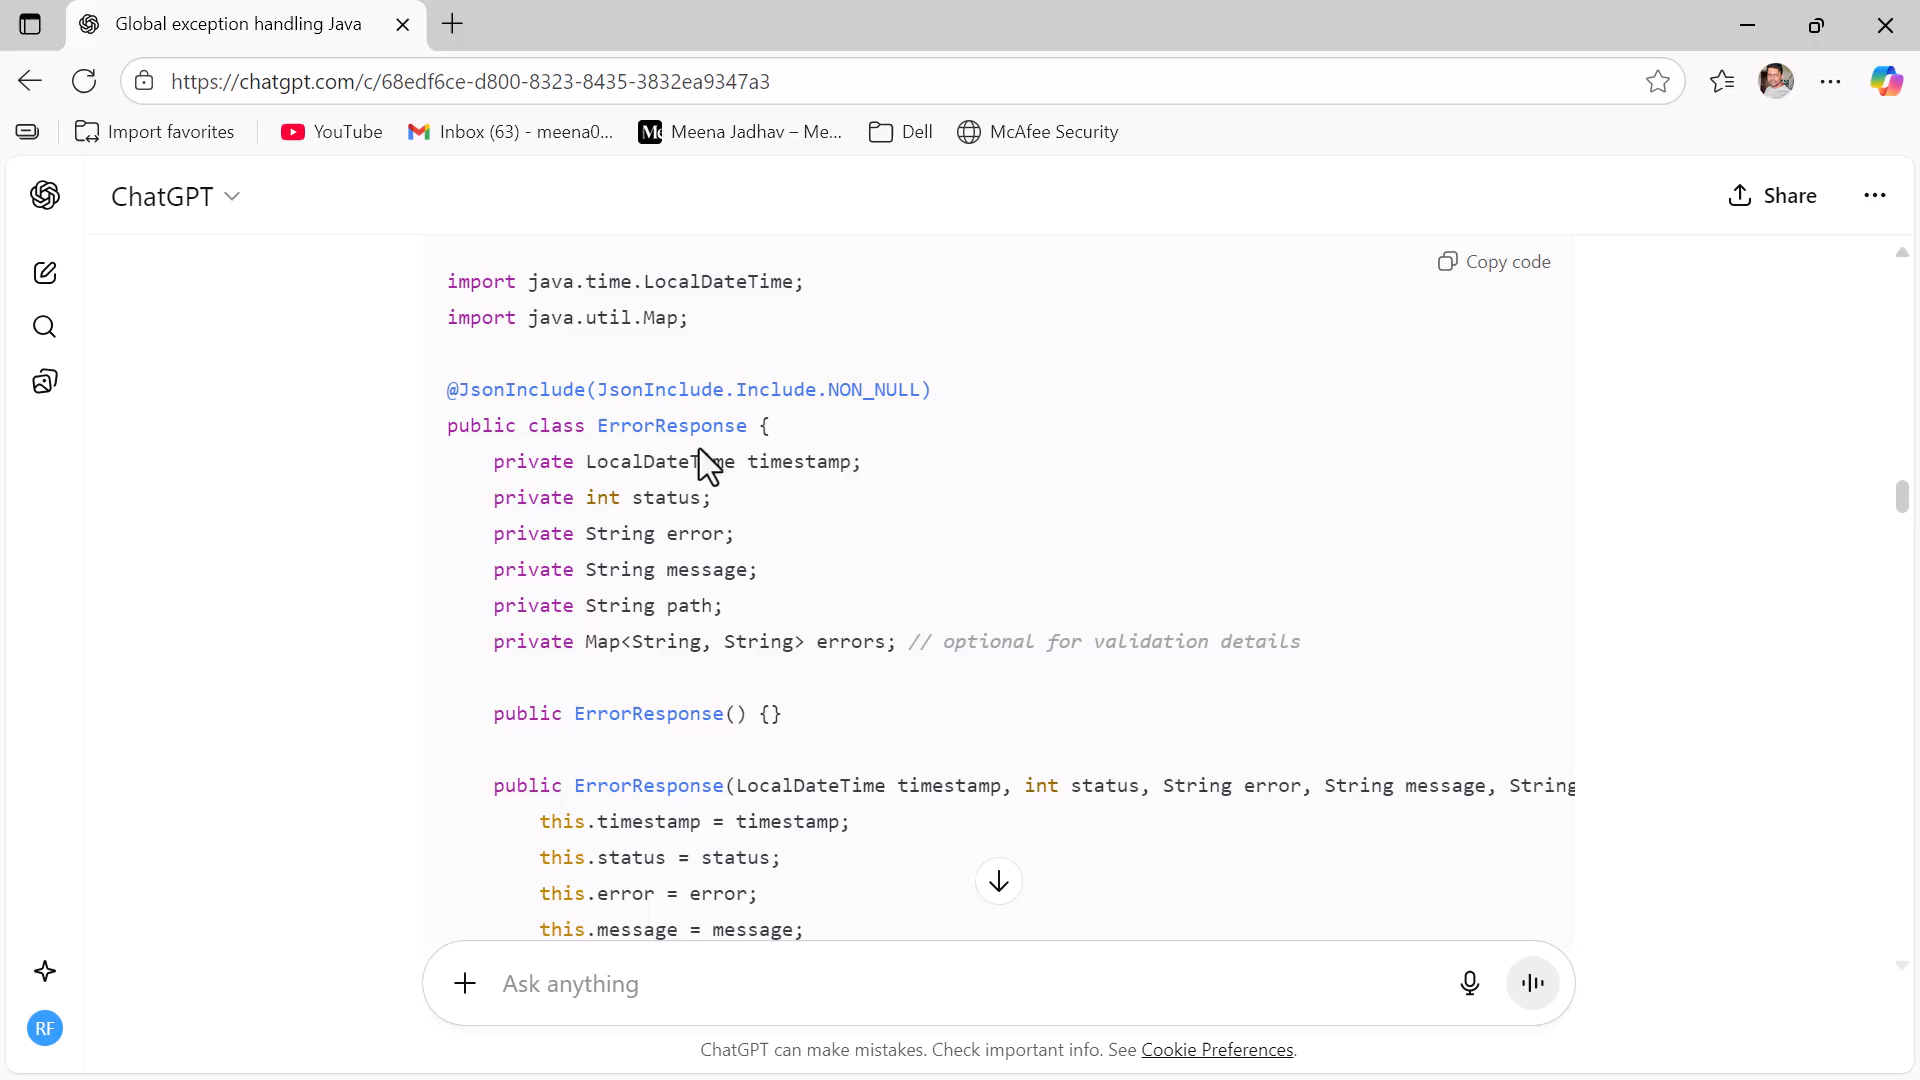 Global exception handling Java
https://chatgpt.com/c/68edf6ce-d800-8323-8435-3832ea9347a3
Import favorites
YouTube
Inbox (63) - meena0...
Me
Meena Jadhav – Me...
Dell
McAfee Security
ChatGPT
Share
Copy code
import java.time.LocalDateTime;
import java.util.Map;
@JsonInclude(JsonInclude.Include.NON_NULL)
public class ErrorResponse {
private LocalDateTime timestamp;
private int status;
private String error;
private String message;
private String path;
private Map<String, String> errors; // optional for validation details
public ErrorResponse() {}
public ErrorResponse(LocalDateTime timestamp, int status, String error, String message, String
this.timestamp = timestamp;
this.status = status;
this.error = error;
this.message = message;
Ask anything
RF
ChatGPT can make mistakes. Check important info. See Cookie Preferences.